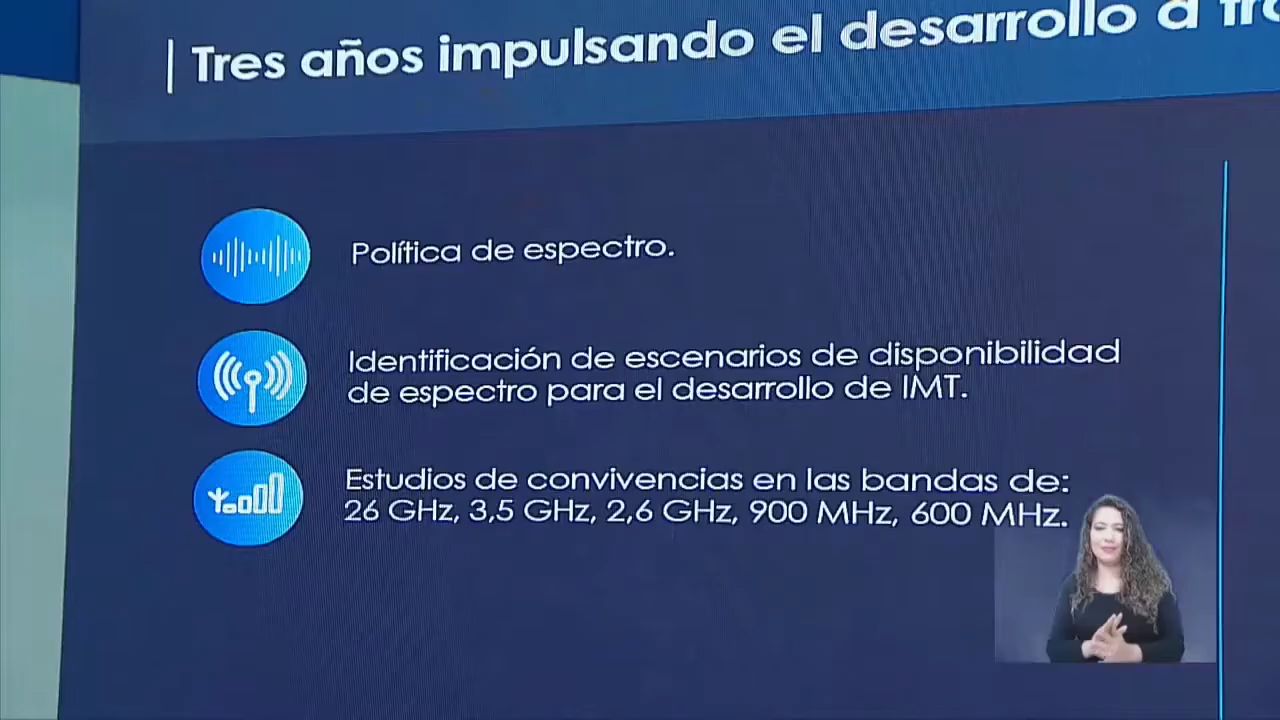 Tres años impulsando el desarrollo a
Política de espectro.
Identificación de escenarios de disponibilidad
de espectro para el desarrollo de IMT.
Estudios de convivencias en las bandas de:
26 GHz, 3,5 GHz, 2,6 GHz, 900 MHz, 600 MHz.